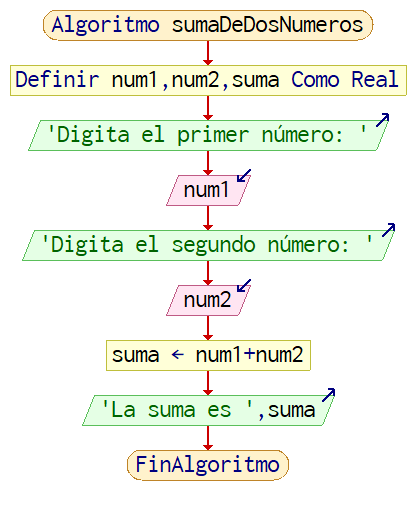 Algoritmo sumaDeDosNumeros
Definir num1,num2,suma Como Real
'Digita el primer número: '
num1
'Digita el segundo número: '
num2
suma ← num1+num2
'La suma es ',suma
FinAlgoritmo